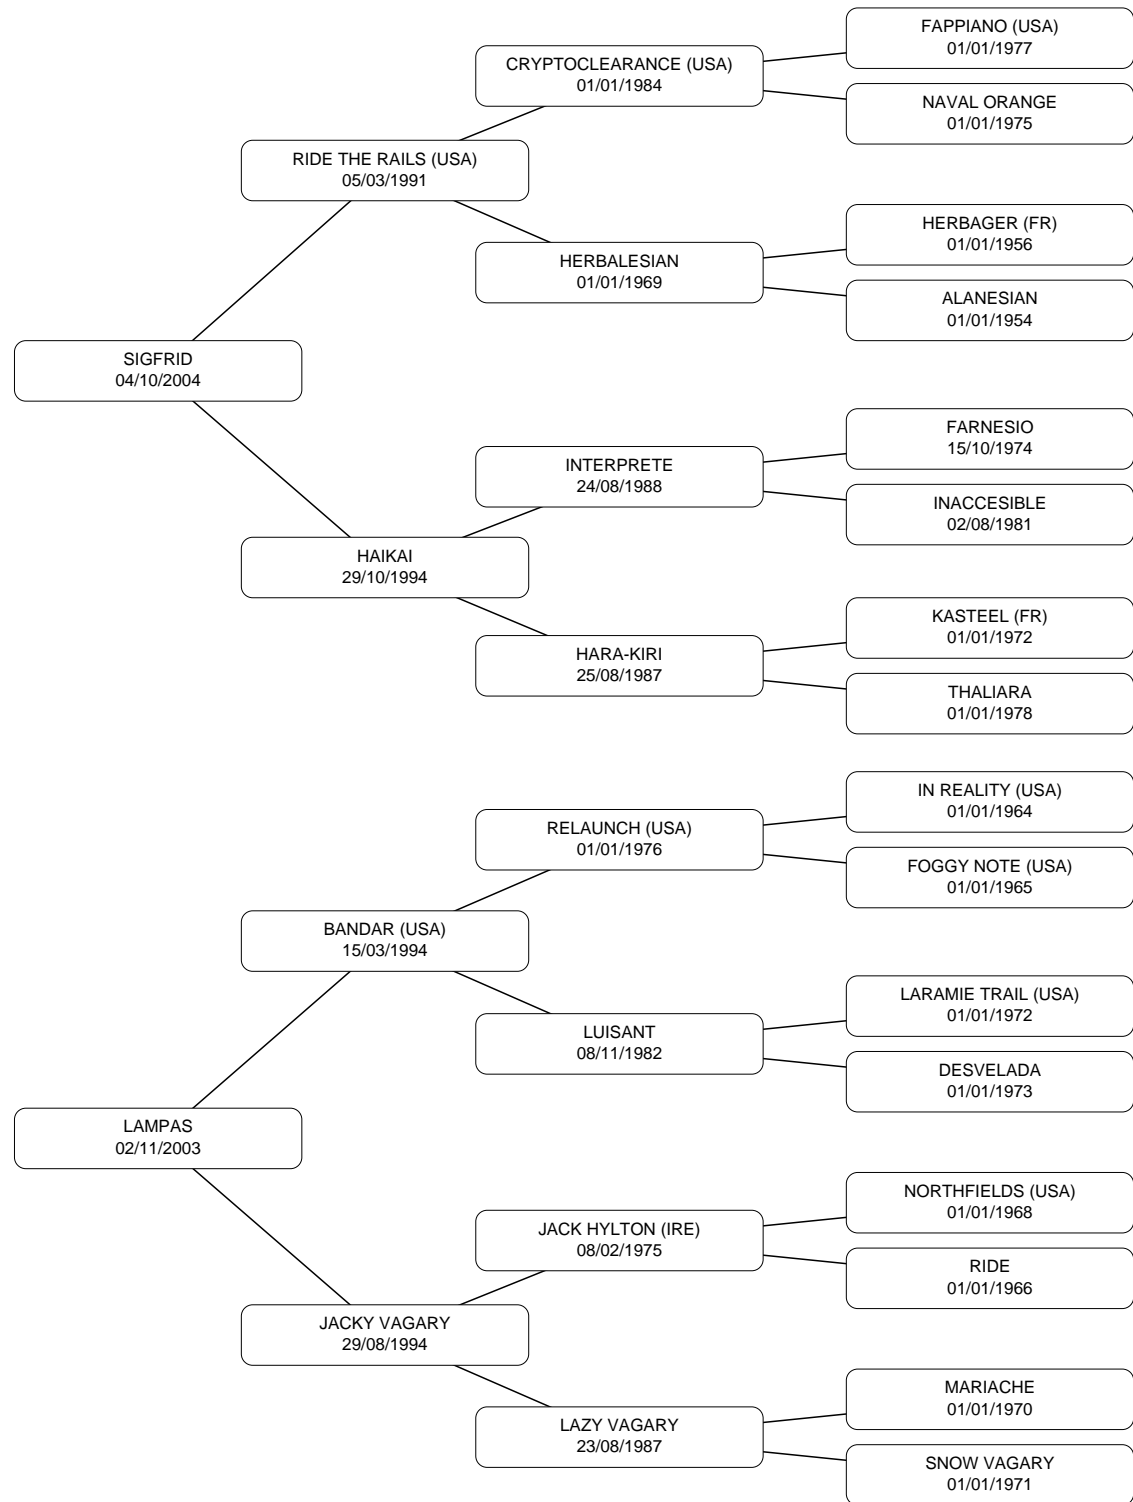 FAPPIANO (USA)
01/01/1977
CRYPTOCLEARANCE (USA)
01/01/1984
NAVAL ORANGE
01/01/1975
RIDE THE RAILS (USA)
05/03/1991
HERBAGER (FR)
01/01/1956
HERBALESIAN
01/01/1969
ALANESIAN
01/01/1954
SIGFRID
04/10/2004
FARNESIO
15/10/1974
INTERPRETE
24/08/1988
INACCESIBLE
02/08/1981
HAIKAI
29/10/1994
KASTEEL (FR)
01/01/1972
HARA-KIRI
25/08/1987
THALIARA
01/01/1978
IN REALITY (USA)
01/01/1964
RELAUNCH (USA)
01/01/1976
FOGGY NOTE (USA)
01/01/1965
BANDAR (USA)
15/03/1994
LARAMIE TRAIL (USA)
01/01/1972
LUISANT
08/11/1982
DESVELADA
01/01/1973
LAMPAS
02/11/2003
NORTHFIELDS (USA)
01/01/1968
JACK HYLTON (IRE)
08/02/1975
RIDE
01/01/1966
JACKY VAGARY
29/08/1994
MARIACHE
01/01/1970
LAZY VAGARY
23/08/1987
SNOW VAGARY
01/01/1971